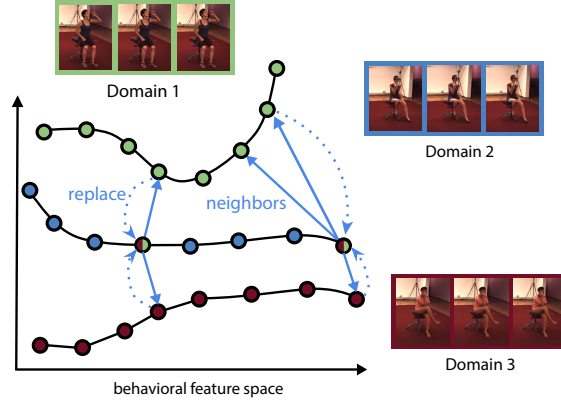 Domain 1
Domain 2
replace
neighbors
Domain 3
behavioral feature space